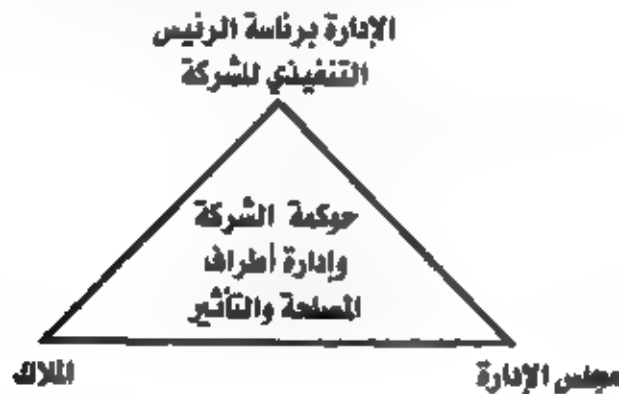 الإدارة برئاسة الرئيس
التنفيذي للشركة
حوكمة الشركة
وإدارة أطراف
المصلحة والتأثير
الملاك
مجلس الإدارة